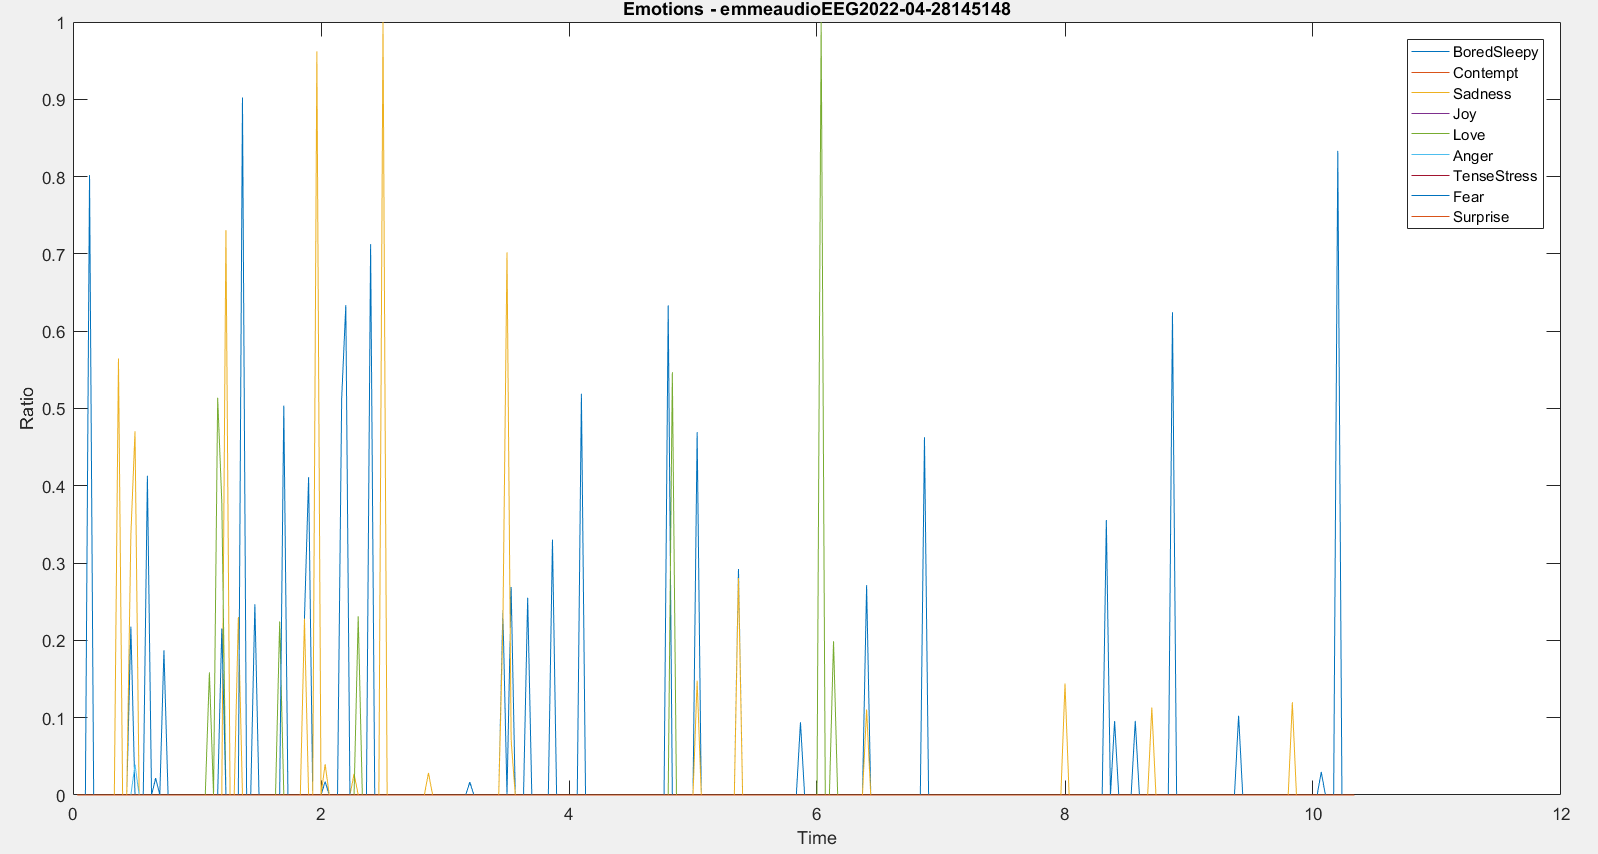 Emotions - emmeaudioEEG2022-04-28145148
1
0.9
0.8
0.7
0.6
0.5
0.4
0.3
0.2
0.1
0
Ratio
BoredSleepy
Contempt
Sadness
Joy
Love
Anger
TenseStress
Fear
Surprise
0 2 4 6 8 10 12
Time